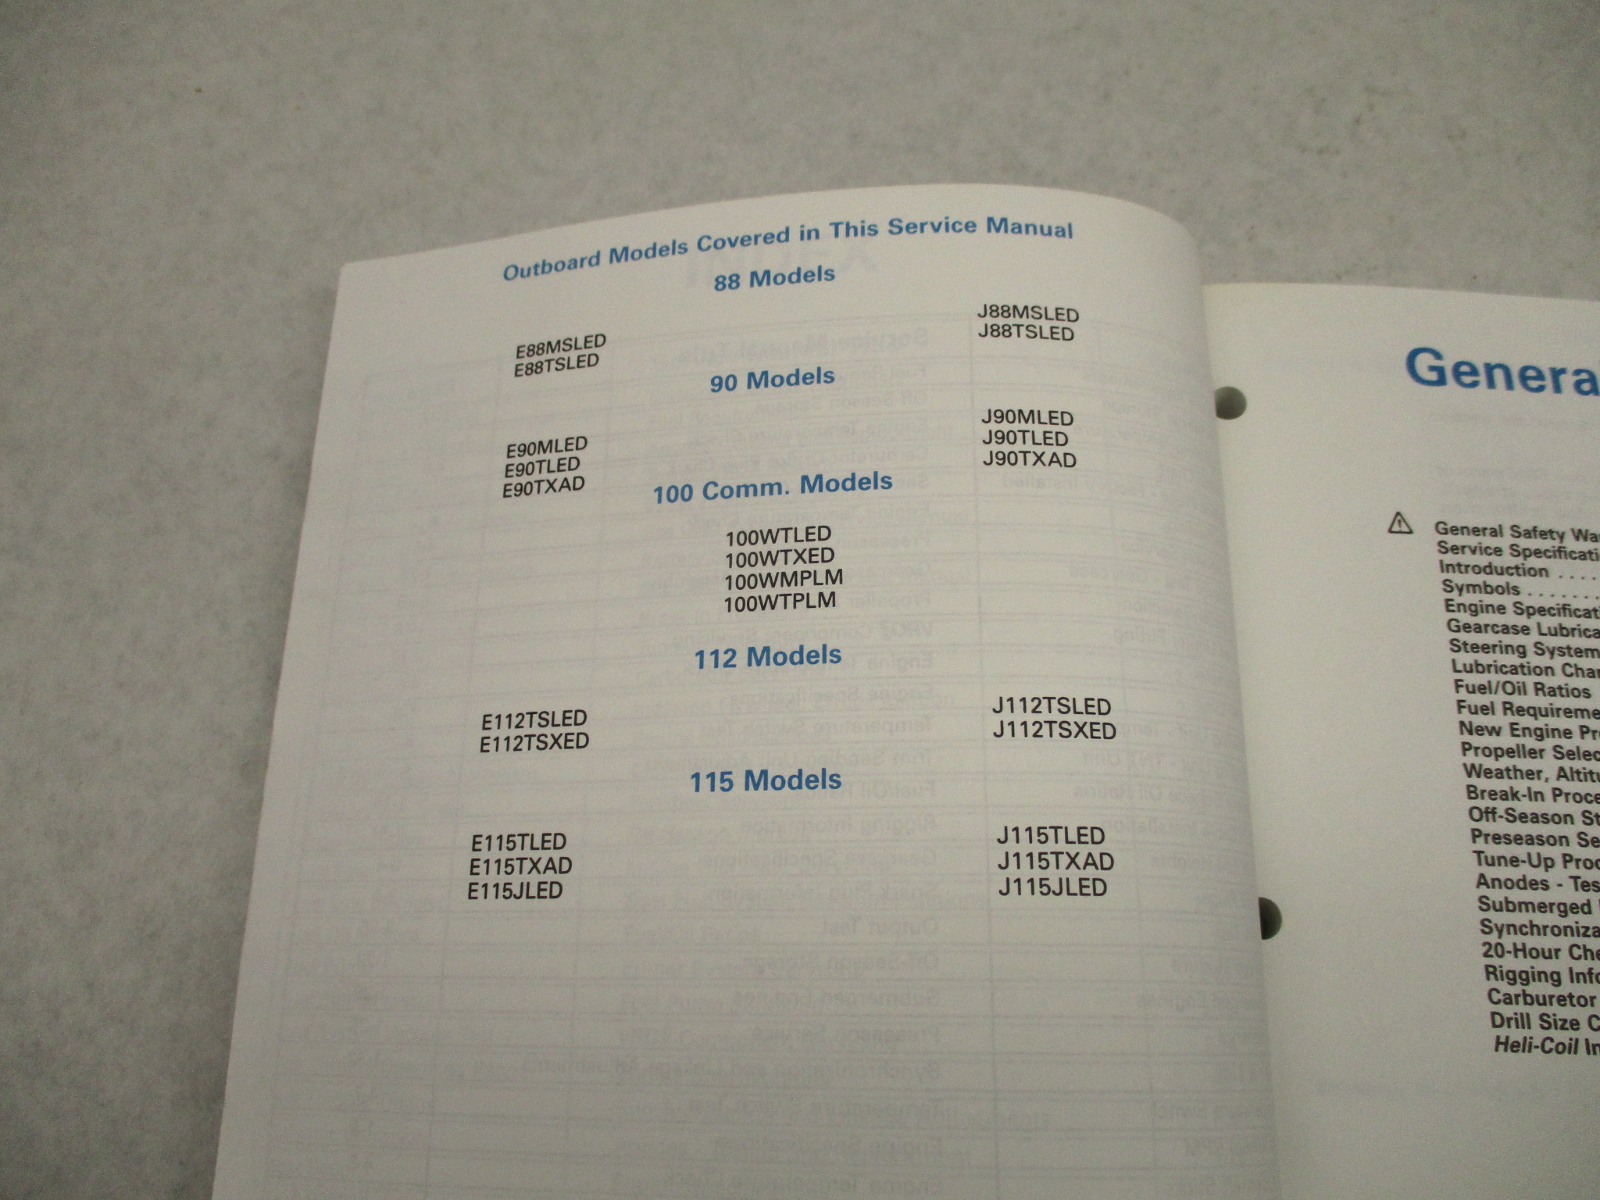 Outboard Models Covered in This Service Manual
88 Models
E88MSLED
E88TSLED
J88MSLED
J88TSLED
90 Models
E90MLED
E90TLED
E90TXAD
J90MLED
J90TLED
J90TXAD
100 Comm. Models
100WTLED
100WTXED
100WMPLM
100WTPLM
112 Models
E112TSLED
E112TSXED
J112TSLED
J112TSXED
115 Models
E115TLED
E115TXAD
E115JLED
J115TLED
J115TXAD
J115JLED
Genera
General Safety Wa
Service Specificati
Introduction ....
Symbols .......
Engine Specificati
Gearcase Lubrica
Steering System
Lubrication Char
Fuel/Oil Ratios
Fuel Requireme
New Engine Pr
Propeller Selec
Weather, Altitu
Break-In Proce
Off-Season St
Preseason Se
Tune-Up Proc
Anodes - Tes
Submerged
Synchroniza
20-Hour Che
Rigging Info
Carburetor
Drill Size C
Heli-Coil In